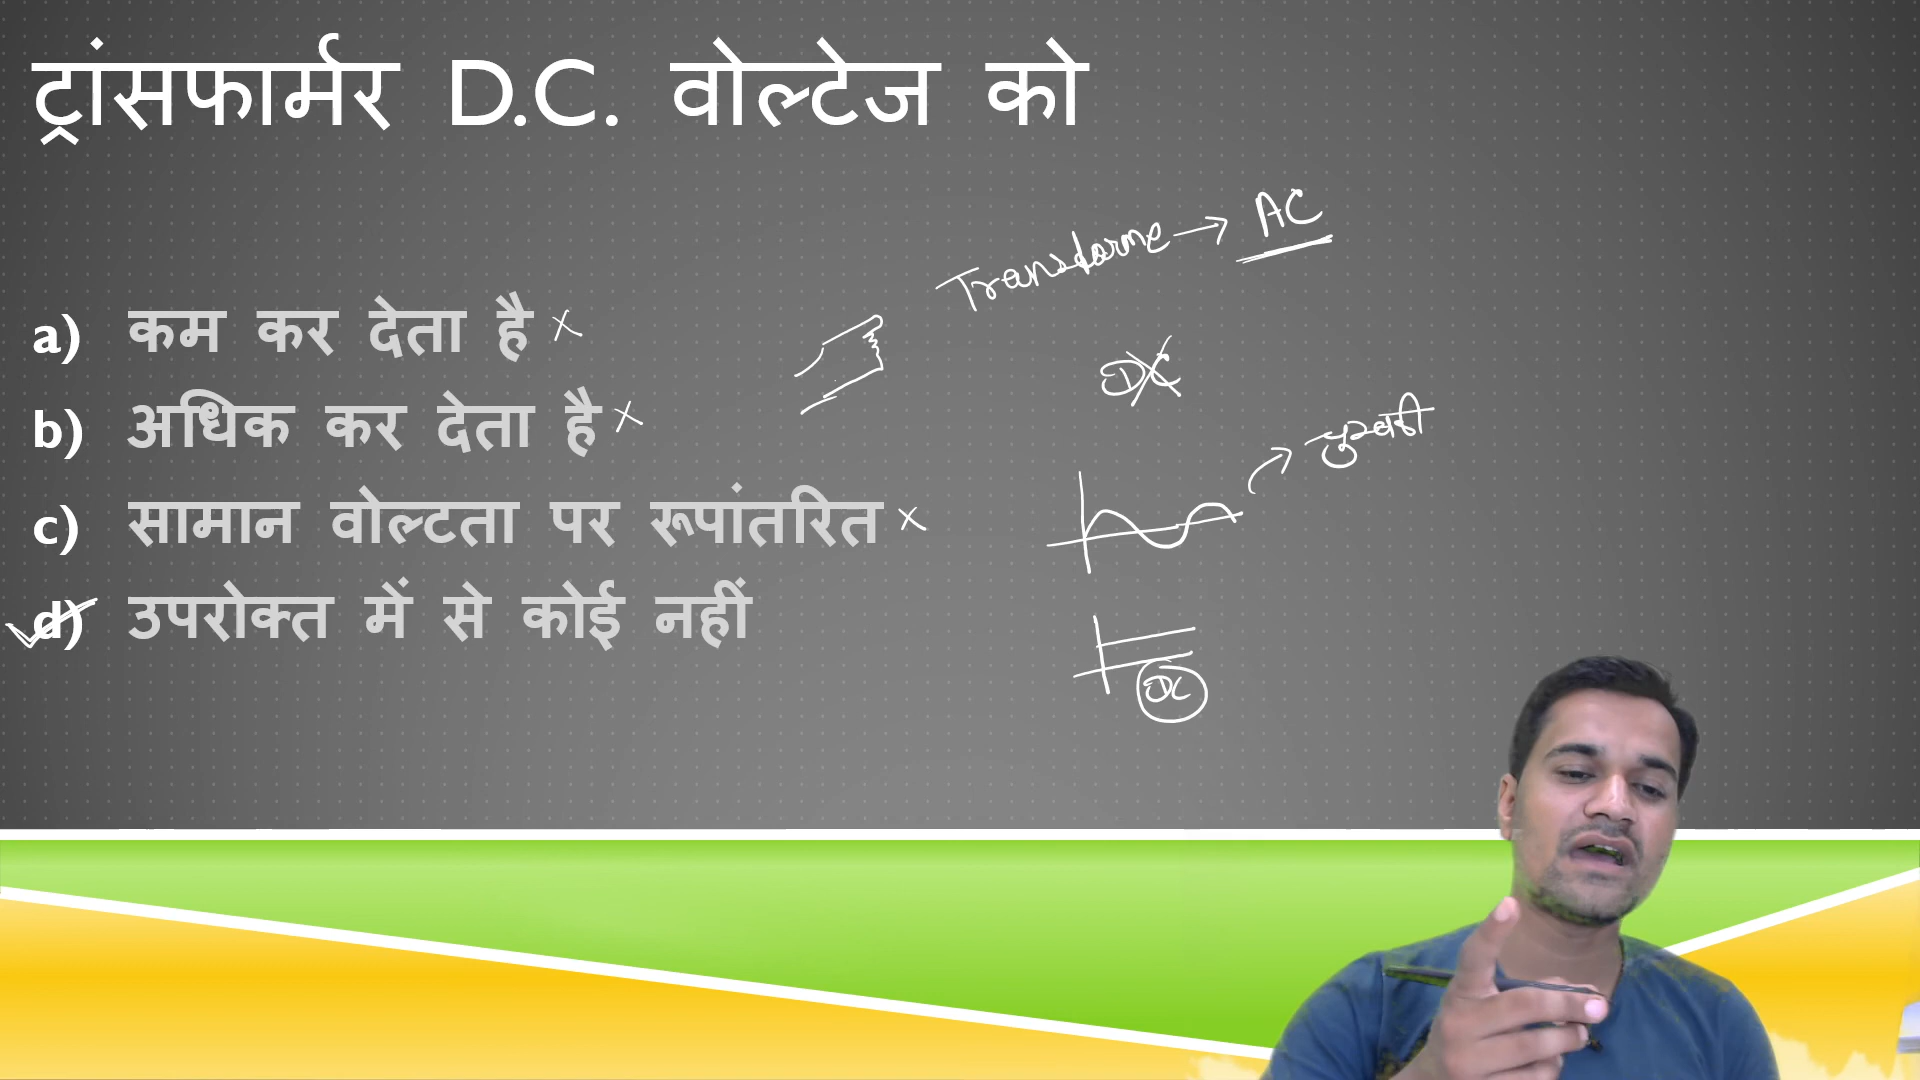 ट्रांसफार्मर D.C. वोल्टेज को
a) कम कर देता है ×
b) अधिक कर देता है ×
c) सामान वोल्टता पर रूपांतरित ×
d) उपरोक्त में से कोई नहीं
Transforme → AC
DC
DC